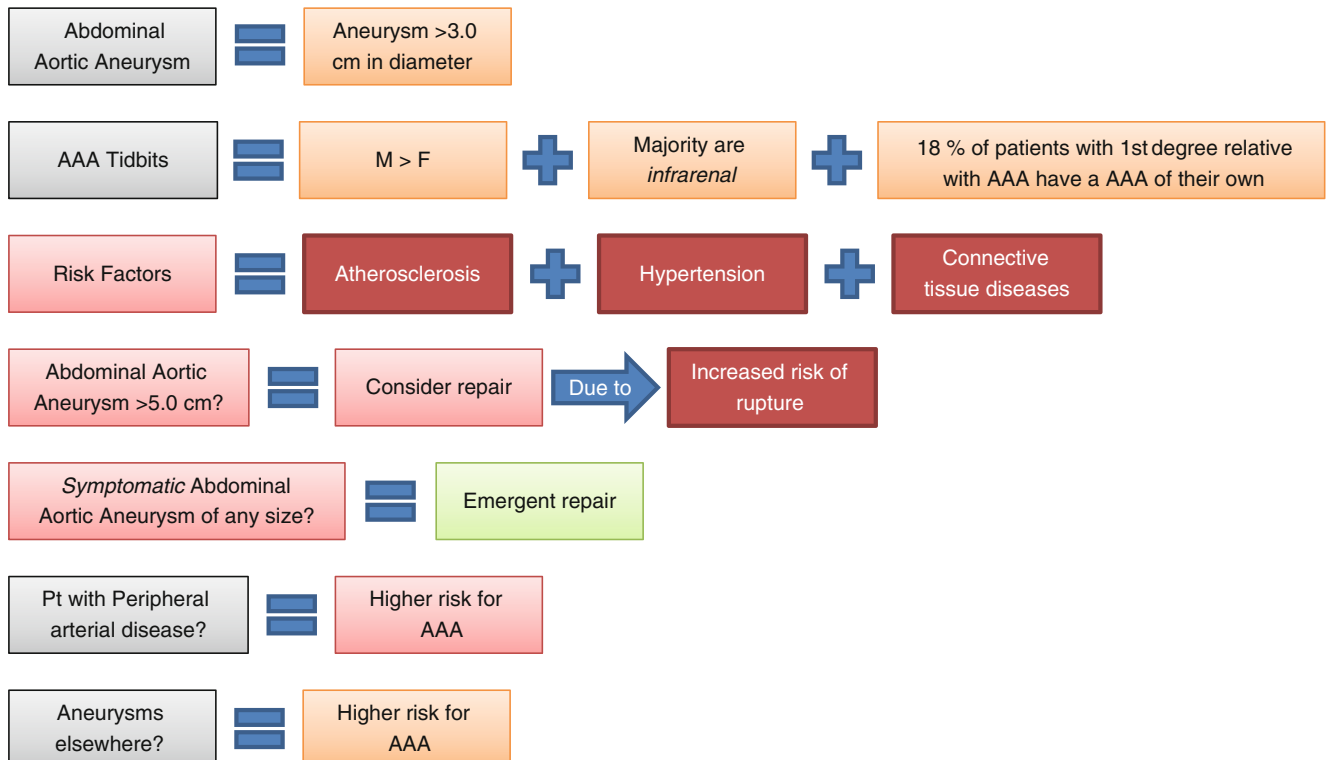 Abdominal
Aortic Aneurysm
Aneurysm >3.0
cm in diameter
AAA Tidbits
M > F
Majority are
infrarenal
18 % of patients with 1st degree relative
with AAA have a AAA of their own
Risk Factors
Atherosclerosis
Hypertension
Connective
tissue diseases
Abdominal Aortic
Aneurysm >5.0 cm?
Consider repair
Due to
Increased risk of
rupture
Symptomatic Abdominal
Aortic Aneurysm of any size?
Emergent repair
Pt with Peripheral
arterial disease?
Higher risk for
AAA
Aneurysms
elsewhere?
Higher risk for
AAA